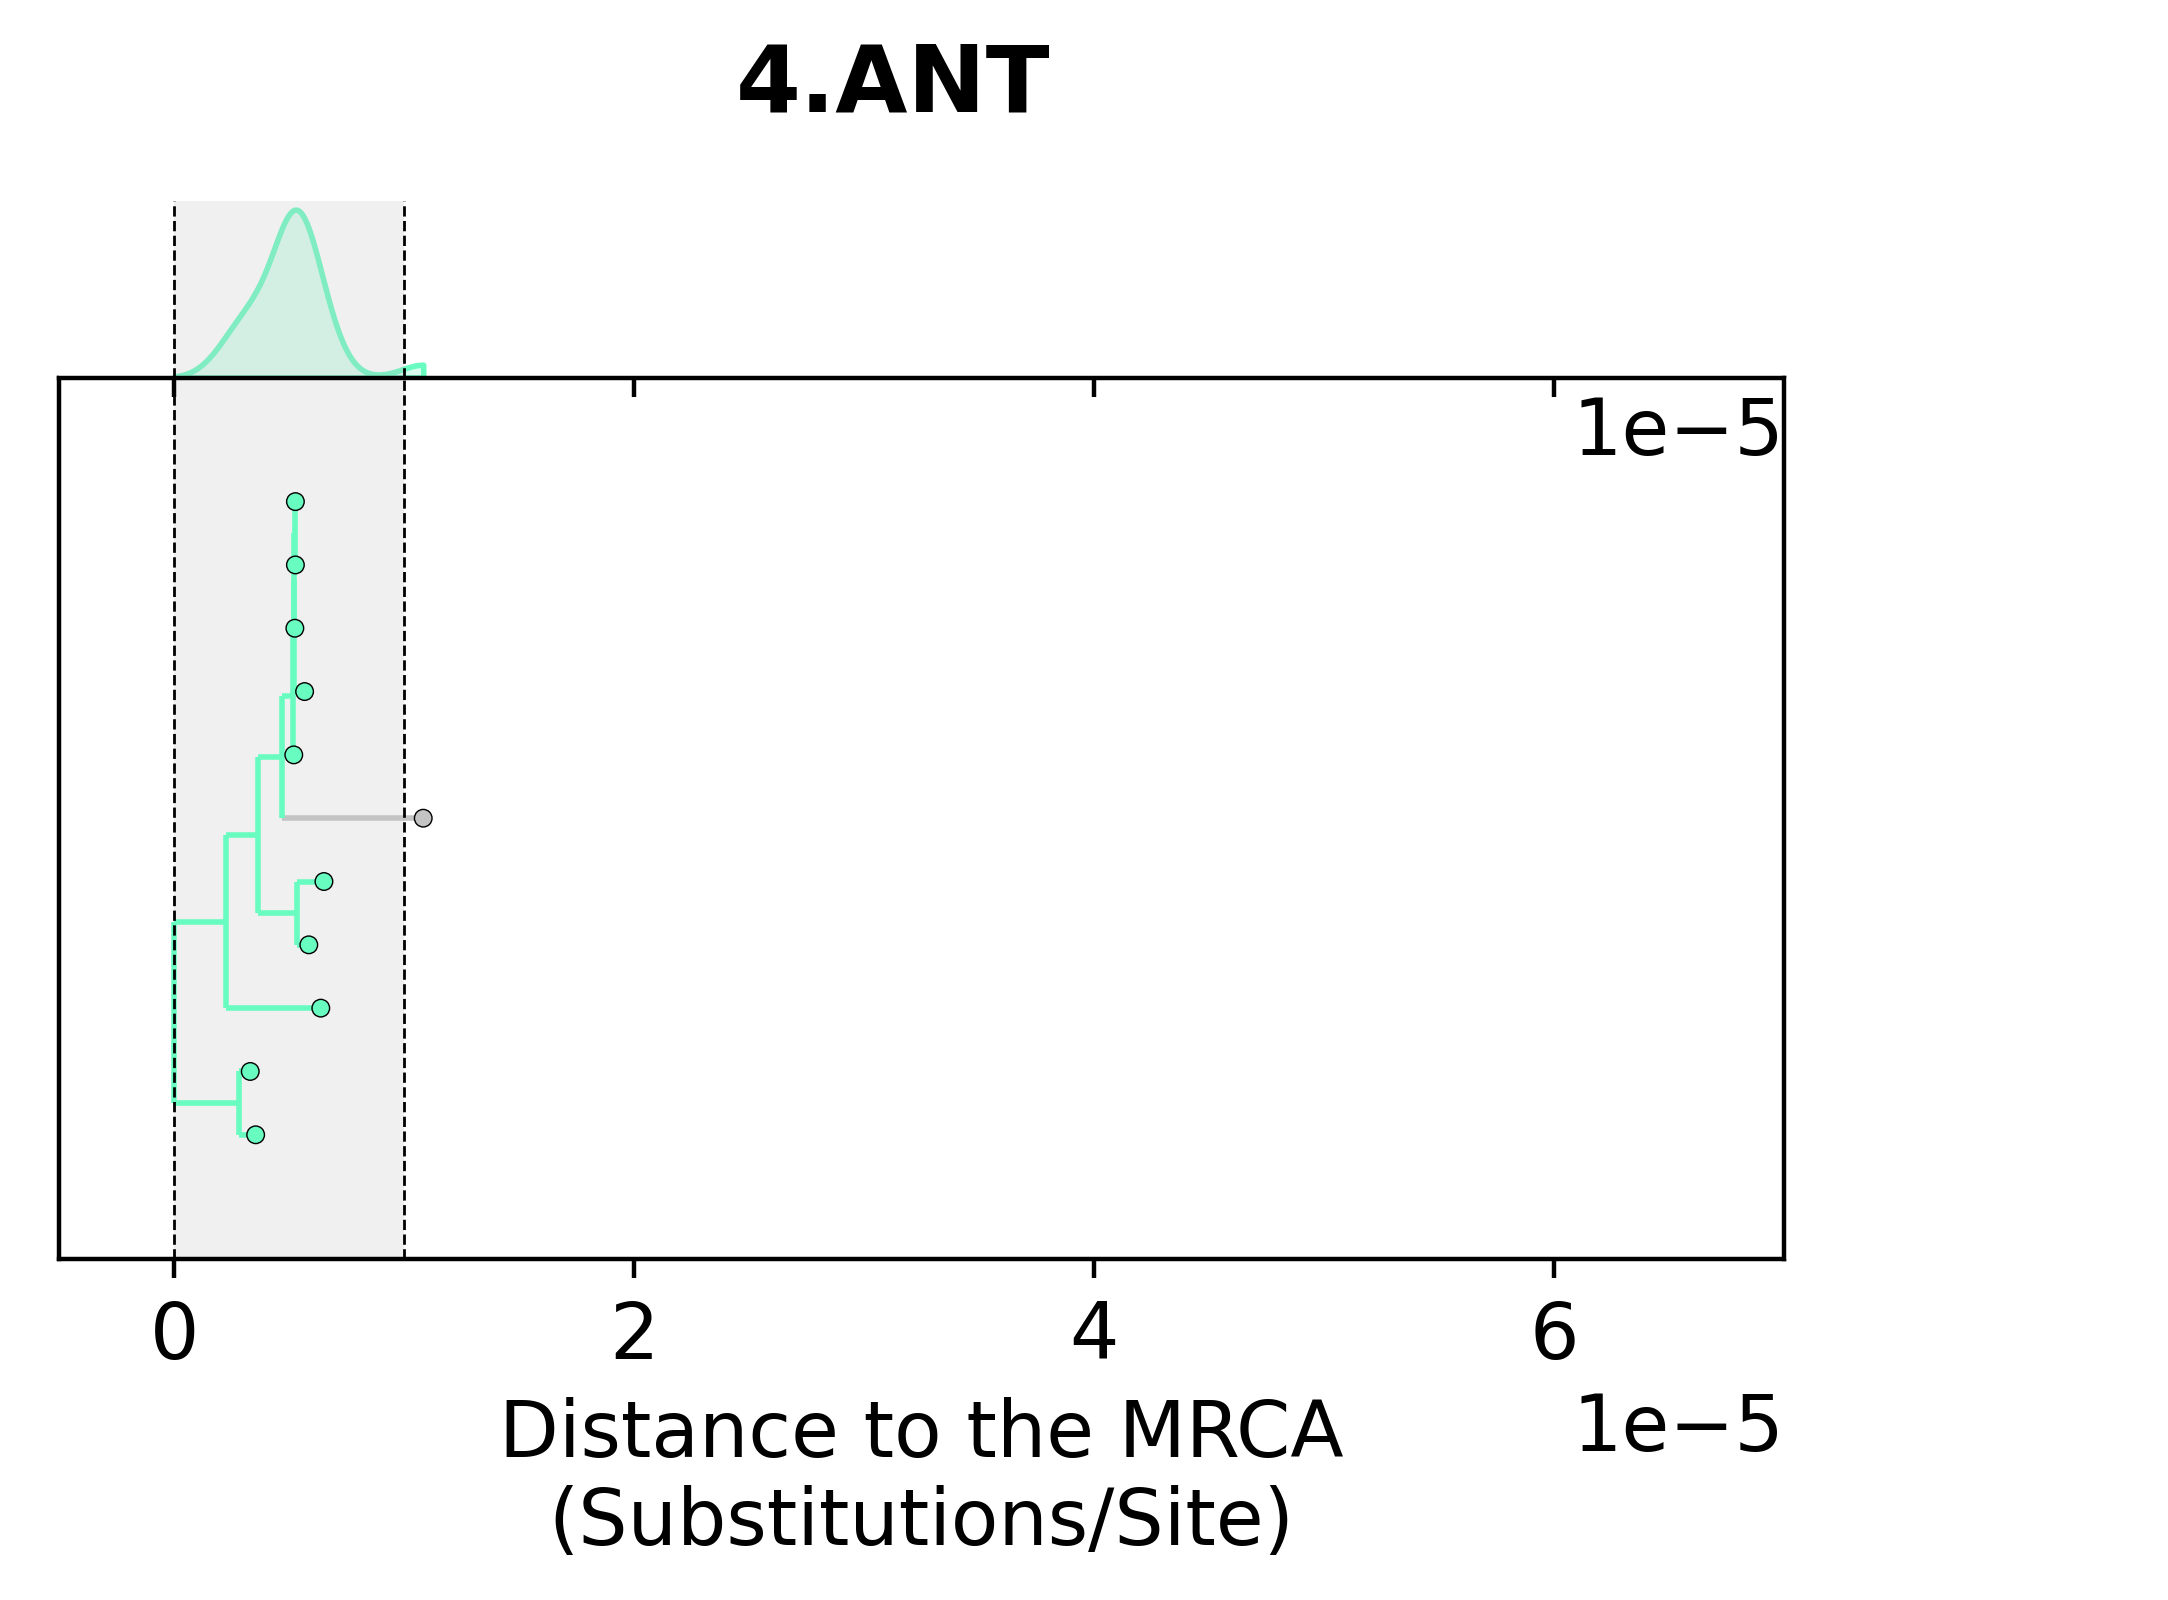 4.ANT
1e−5
0 2 4 6
1e−5
Distance to the MRCA
(Substitutions/Site)